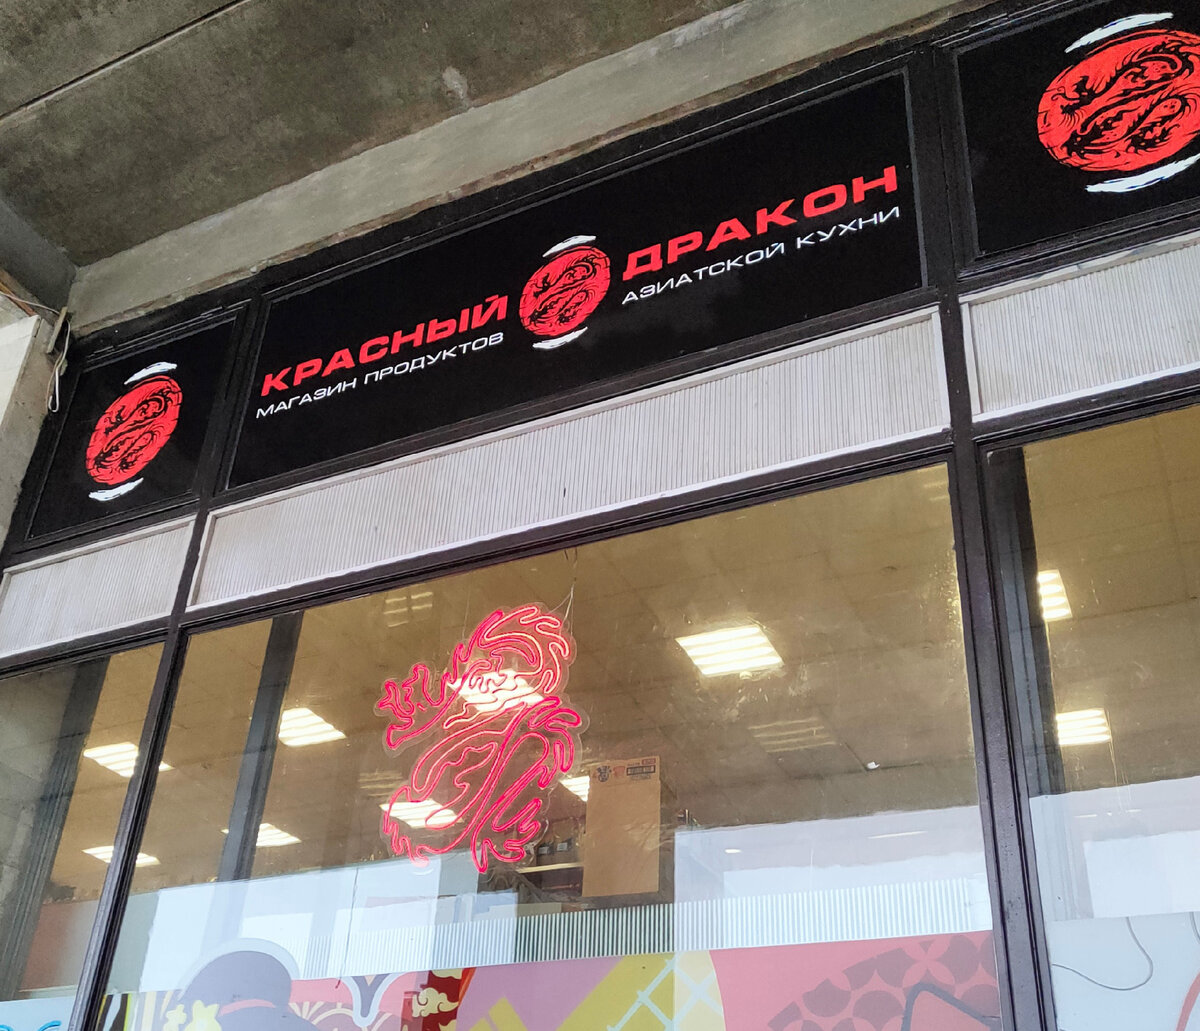 КРАСНЫЙ ДРАКОН
МАГАЗИН ПРОДУКТОВ АЗИАТСКОЙ КУХНИ